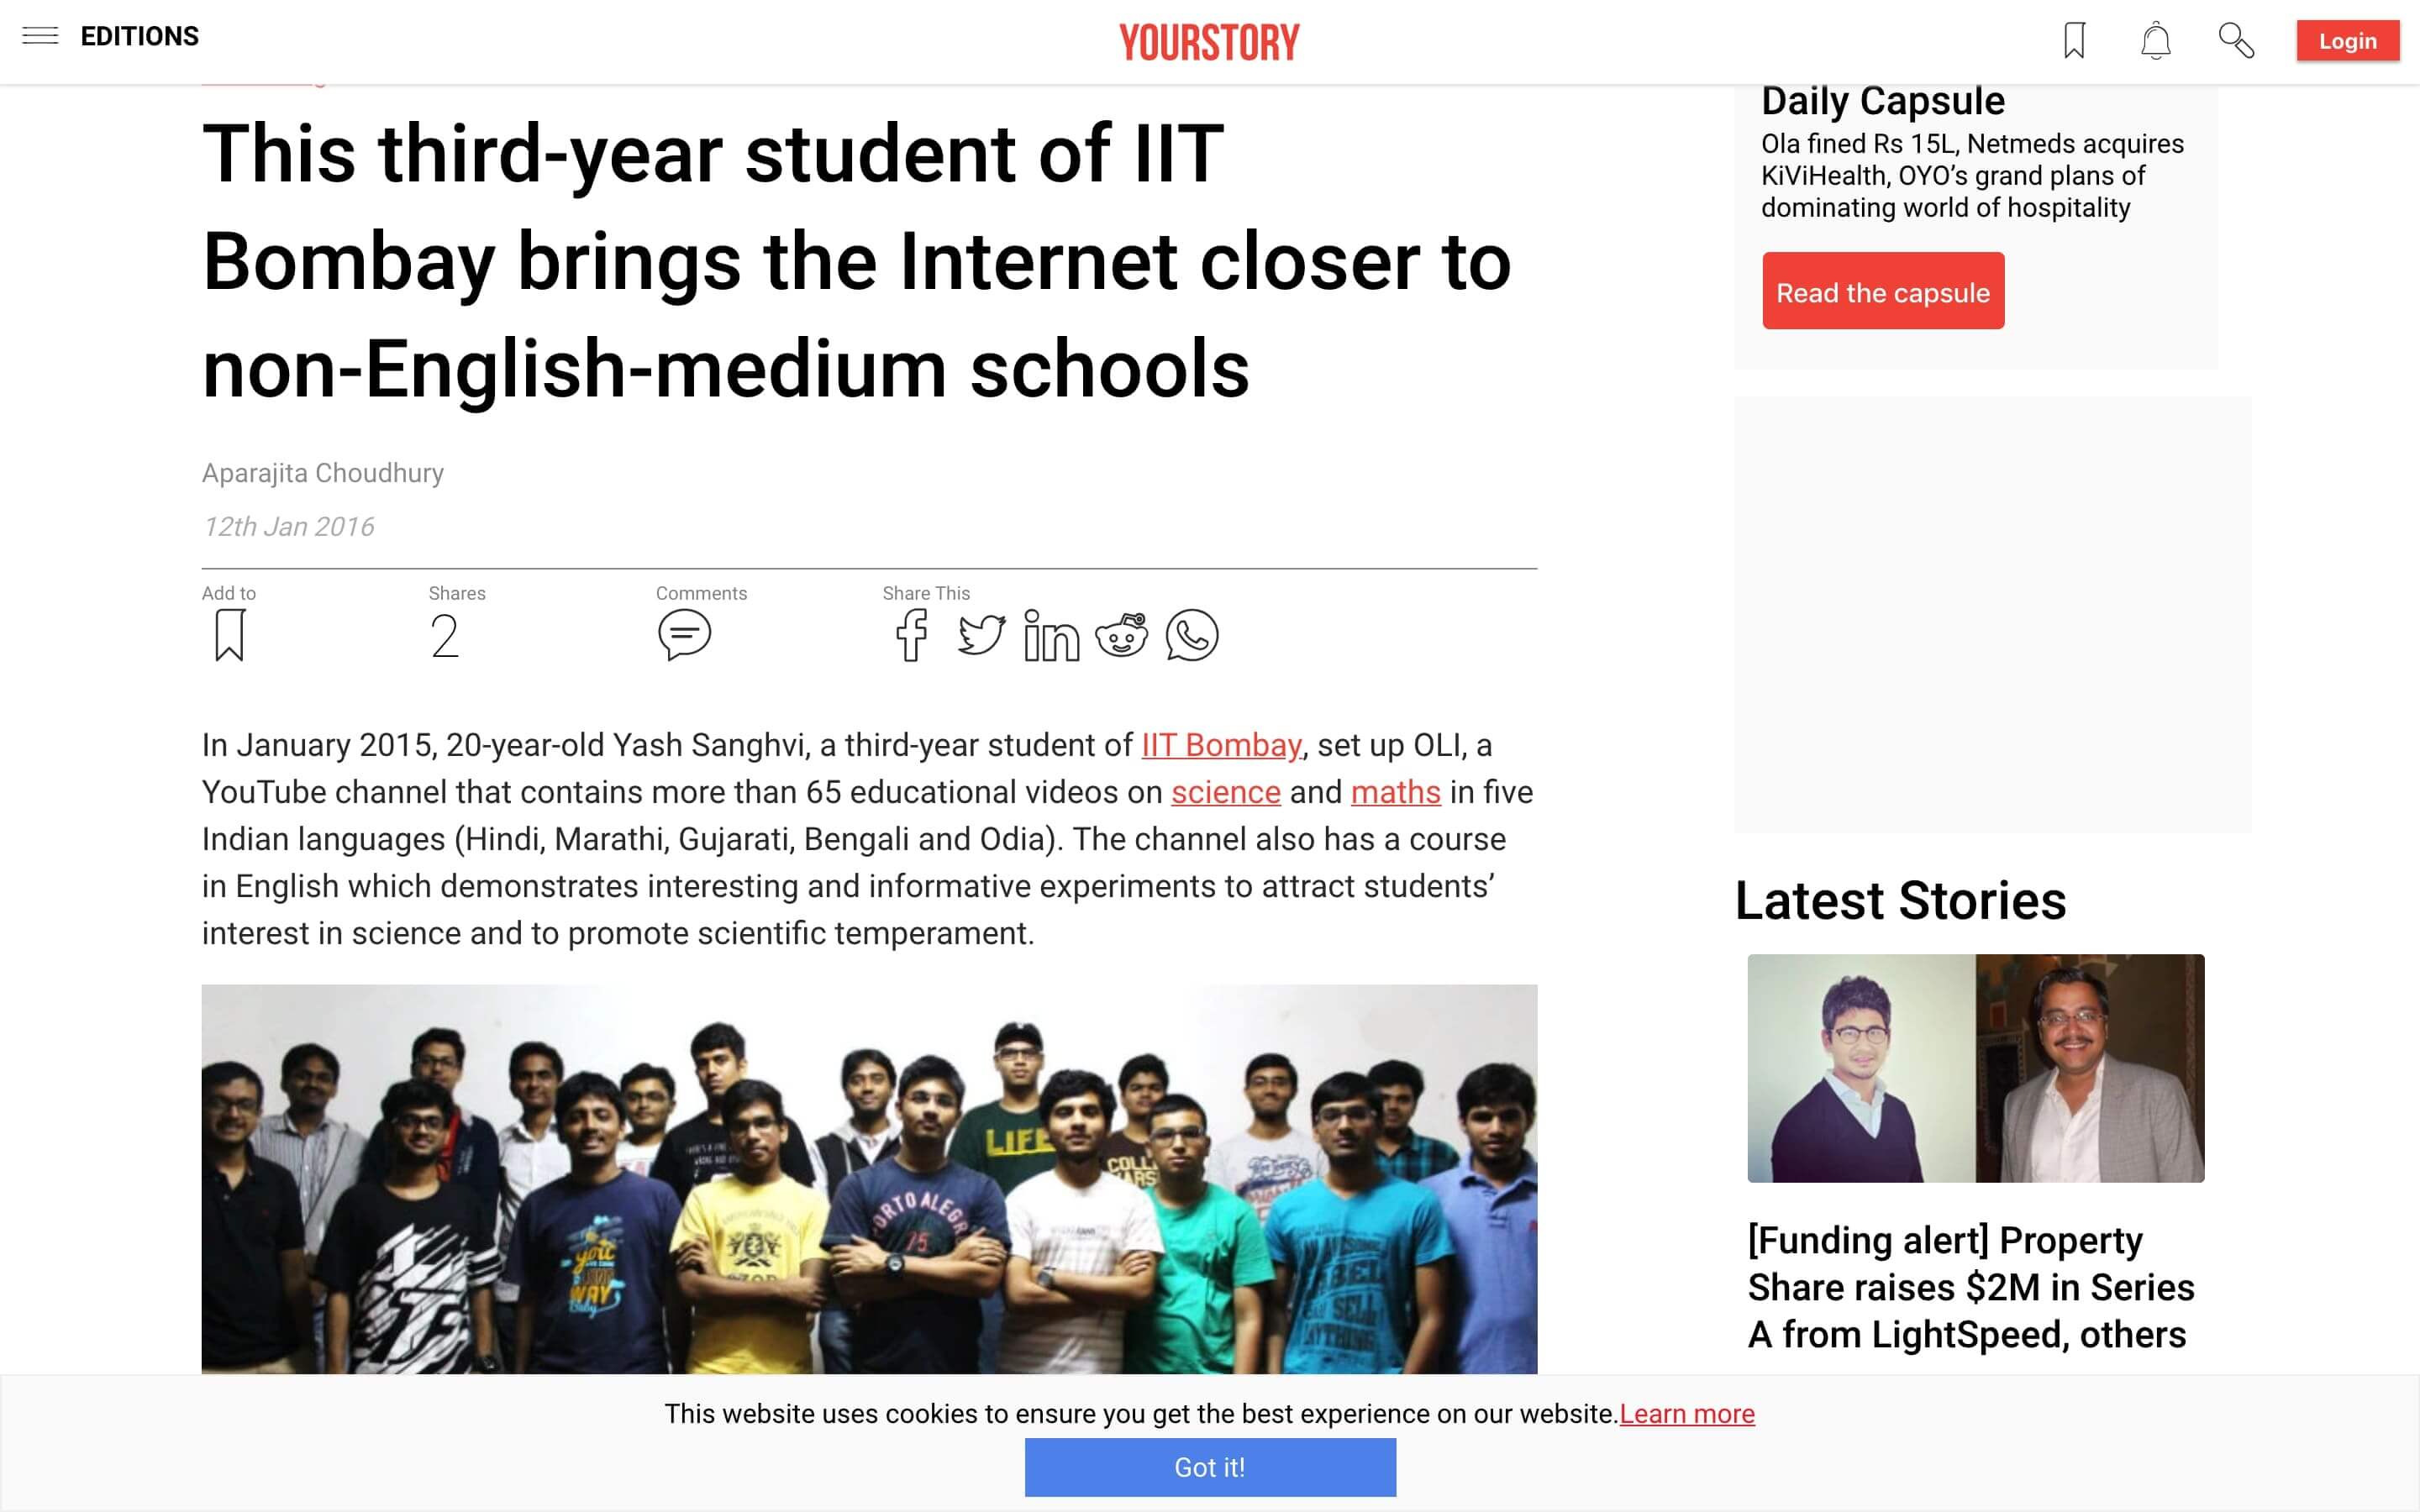 EDITIONS
YOURSTORY
Login
This third-year student of IIT
Bombay brings the Internet closer to
non-English-medium schools
Aparajita Choudhury
12th Jan 2016
Add to
Shares
2
Comments
Share This
In January 2015, 20-year-old Yash Sanghvi, a third-year student of IIT Bombay, set up OLI, a
YouTube channel that contains more than 65 educational videos on science and maths in five
Indian languages (Hindi, Marathi, Gujarati, Bengali and Odia). The channel also has a course
in English which demonstrates interesting and informative experiments to attract students’
interest in science and to promote scientific temperament.
LIFE
PORTO ALEGR
75
WAY
Daily Capsule
Ola fined Rs 15L, Netmeds acquires
KiViHealth, OYO’s grand plans of
dominating world of hospitality
Read the capsule
Latest Stories
[Funding alert] Property
Share raises $2M in Series
A from LightSpeed, others
This website uses cookies to ensure you get the best experience on our website.Learn more
Got it!